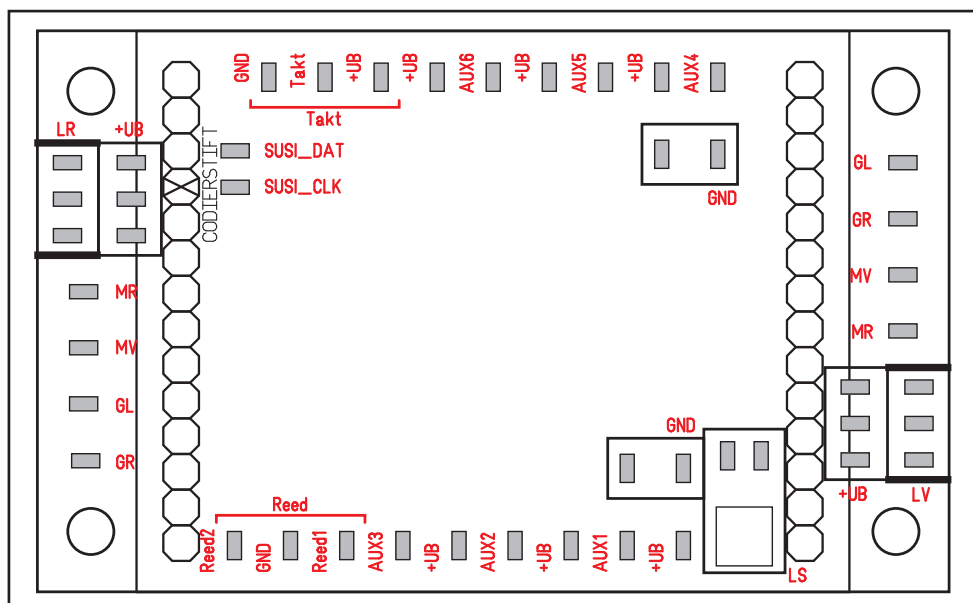 GND
Takt
+UB
+UB
AUX6
+UB
AUX5
+UB
AUX4
Takt
LR
+UB
CODIERSTIFT
SUSI_DAT
SUSI_CLK
GND
GL
GR
MV
MR
MR
MV
GL
GR
GND
+UB
LV
Reed
Reed2
GND
Reed1
AUX3
+UB
AUX2
+UB
AUX1
+UB
LS